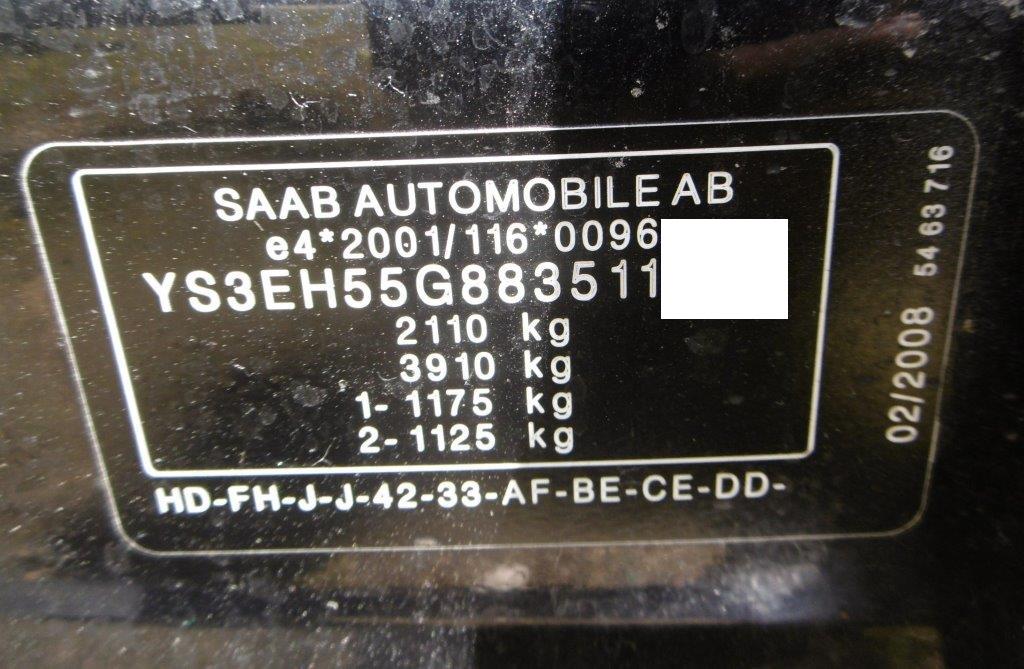 SAAB AUTOMOBILE AB
e4*2001/116*0096
YS3EH55G883511
2110 kg
3910 kg
1- 1175 kg
2- 1125 kg
HD-FH-J-J-42-33-AF-BE-CE-DD-
02/2008 54 63 716